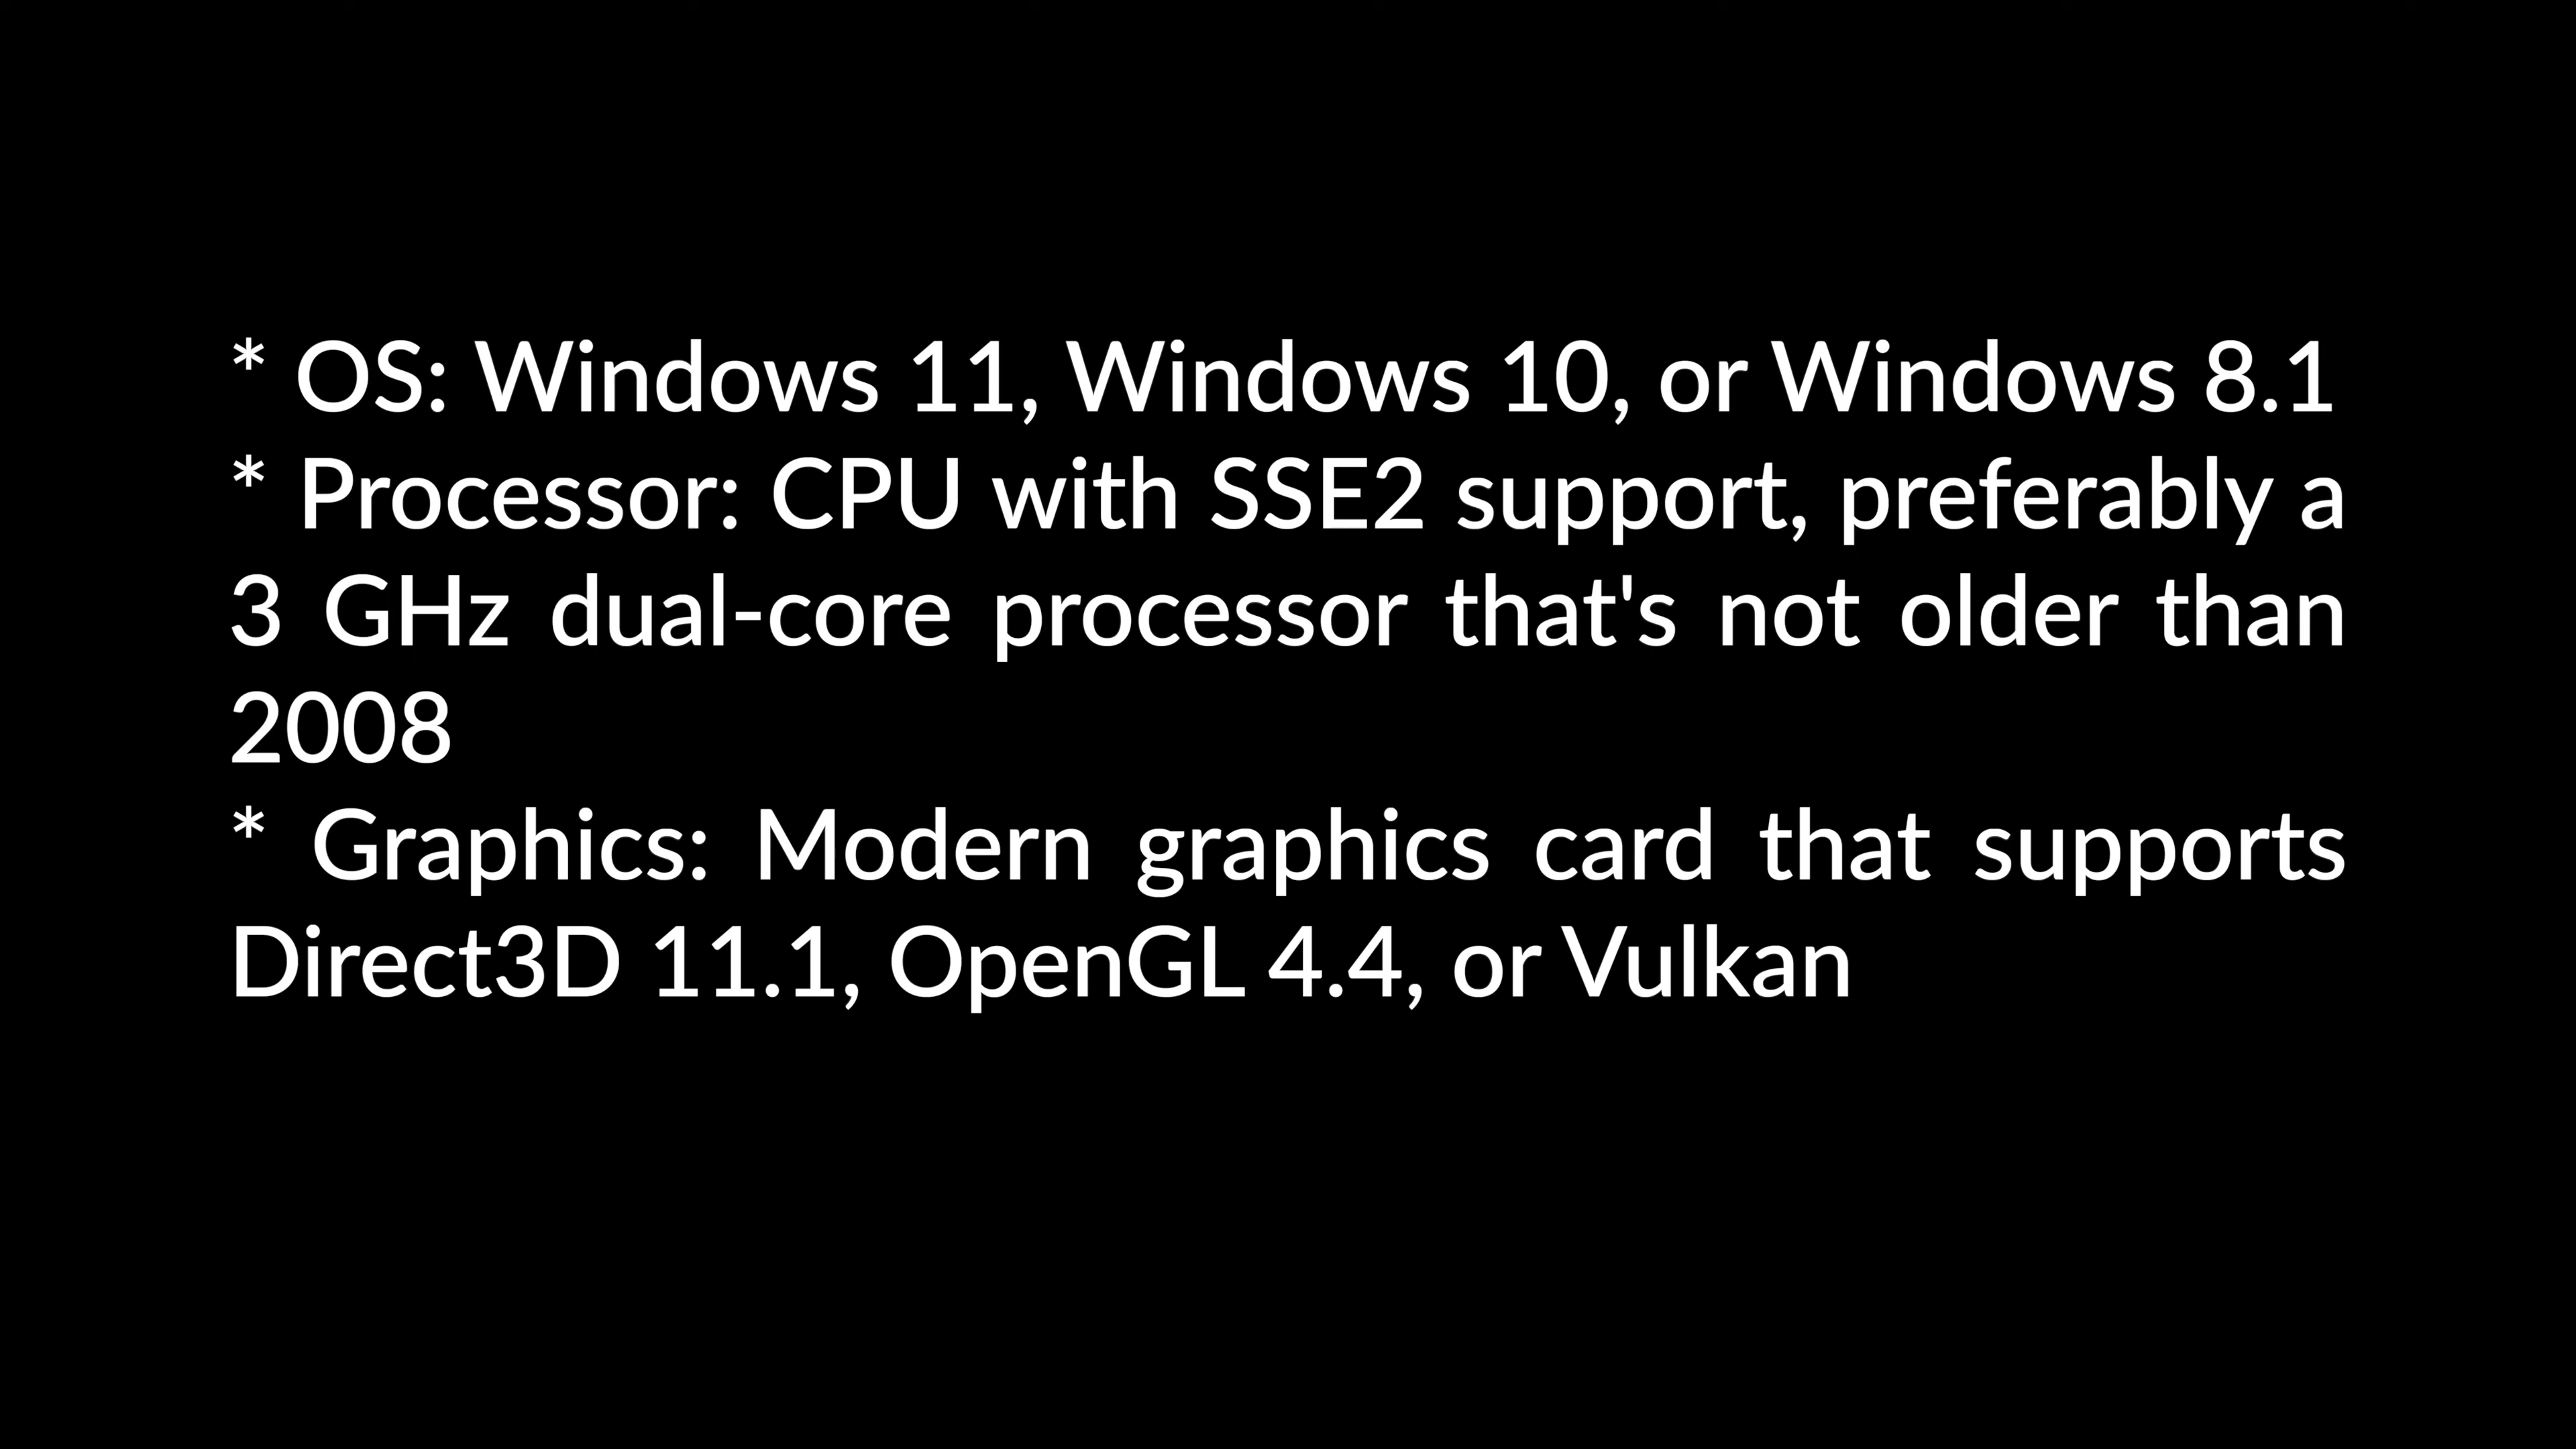 * OS: Windows 11, Windows 10, or Windows 8.1
* Processor: CPU with SSE2 support, preferably a
3 GHz dual-core processor that's not older than
2008
* Graphics: Modern graphics card that supports
Direct3D 11.1, OpenGL 4.4, or Vulkan